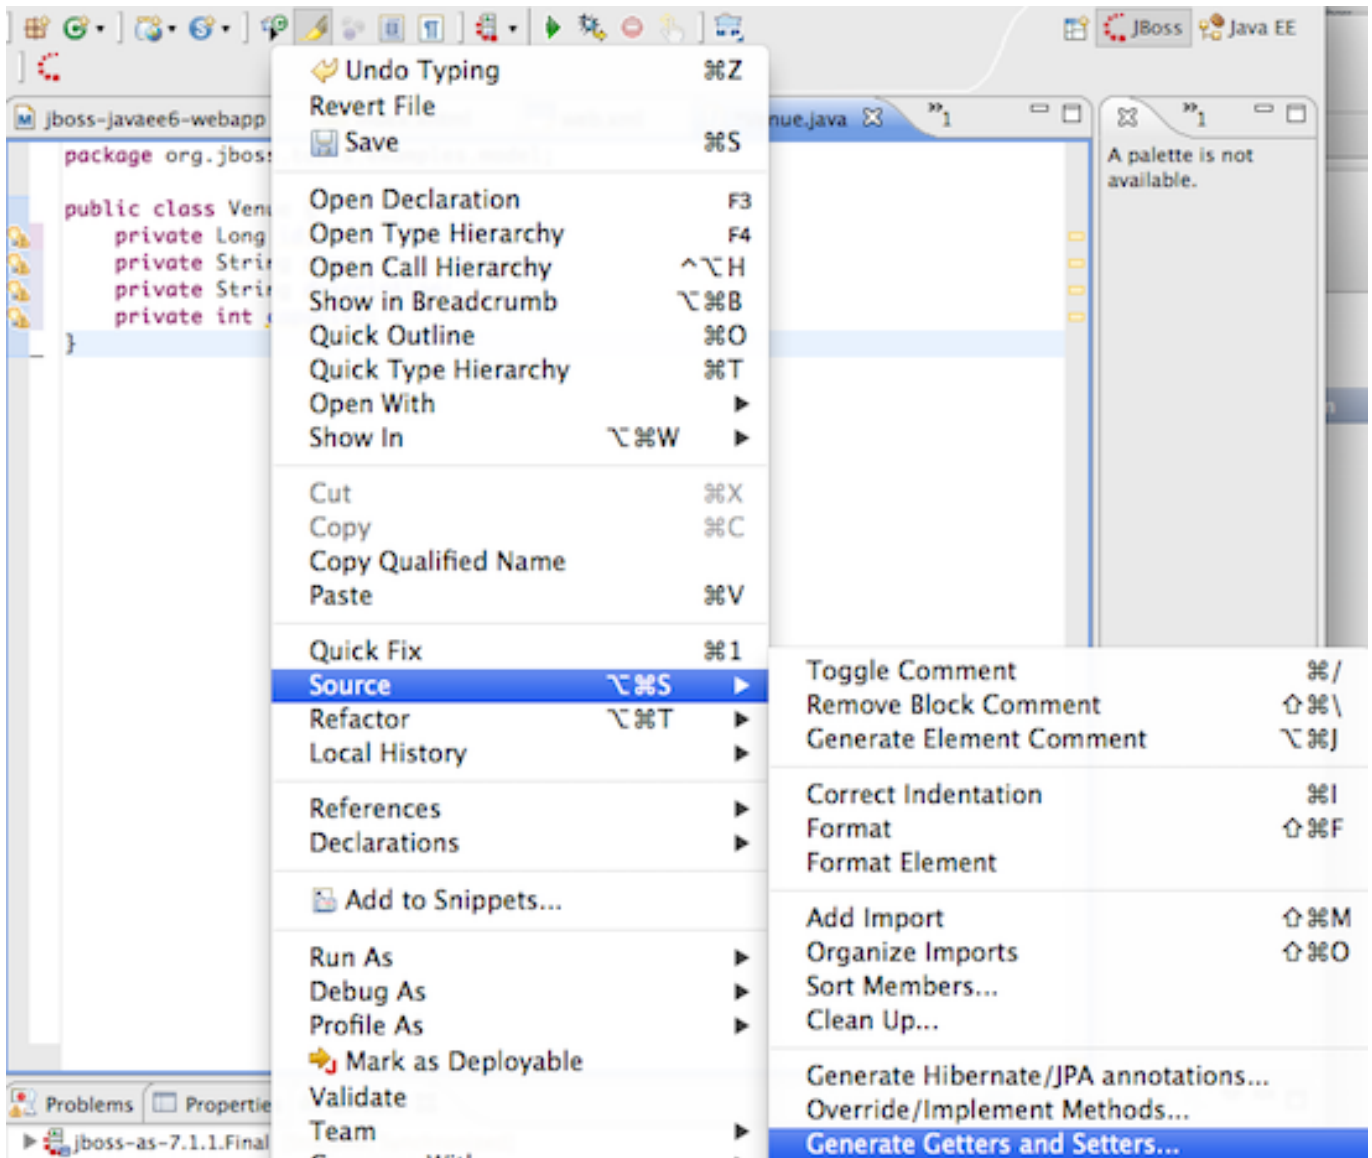 JBoss
Java EE
jboss-javaee6-webapp
nue.java
»1
»1
package org.jbos
public class Ven
private Long
private Strin
private Strin
private int
}
A palette is not
available.
Undo Typing ⌘Z
Revert File
Save ⌘S
Open Declaration F3
Open Type Hierarchy F4
Open Call Hierarchy ^⌥H
Show in Breadcrumb ⌥⌘B
Quick Outline ⌘O
Quick Type Hierarchy ⌘T
Open With
Show In ⌥⌘W
Cut ⌘X
Copy ⌘C
Copy Qualified Name
Paste ⌘V
Quick Fix ⌘1
Source ⌥⌘S
Refactor ⌥⌘T
Local History
References
Declarations
Add to Snippets...
Run As
Debug As
Profile As
Mark as Deployable
Validate
Team
Toggle Comment ⌘/
Remove Block Comment ⇧⌘\
Generate Element Comment ⌥⌘J
Correct Indentation ⌘I
Format ⇧⌘F
Format Element
Add Import ⇧⌘M
Organize Imports ⇧⌘O
Sort Members...
Clean Up...
Generate Hibernate/JPA annotations...
Override/Implement Methods...
Generate Getters and Setters...
Problems
Propertie
jboss-as-7.1.1.Final